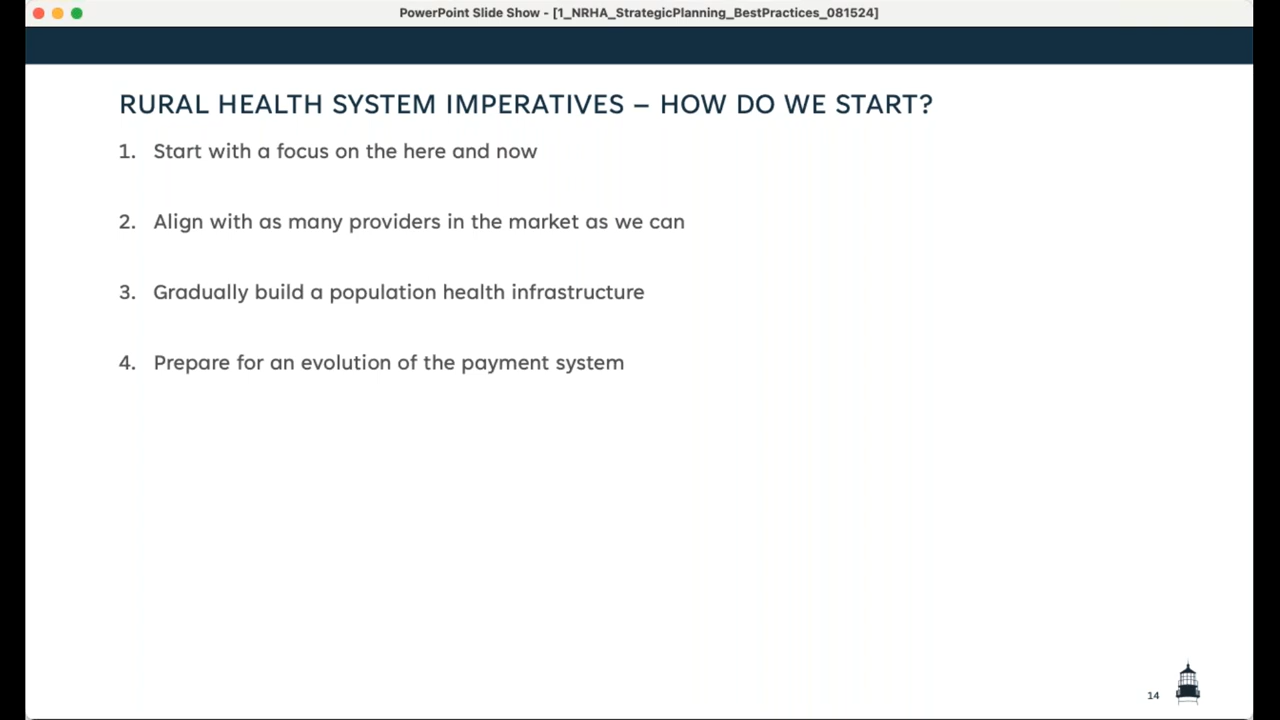 PowerPoint Slide Show - [1_NRHA_StrategicPlanning_BestPractices_081524]
RURAL HEALTH SYSTEM IMPERATIVES – HOW DO WE START?
1. Start with a focus on the here and now
2. Align with as many providers in the market as we can
3. Gradually build a population health infrastructure
4. Prepare for an evolution of the payment system
14